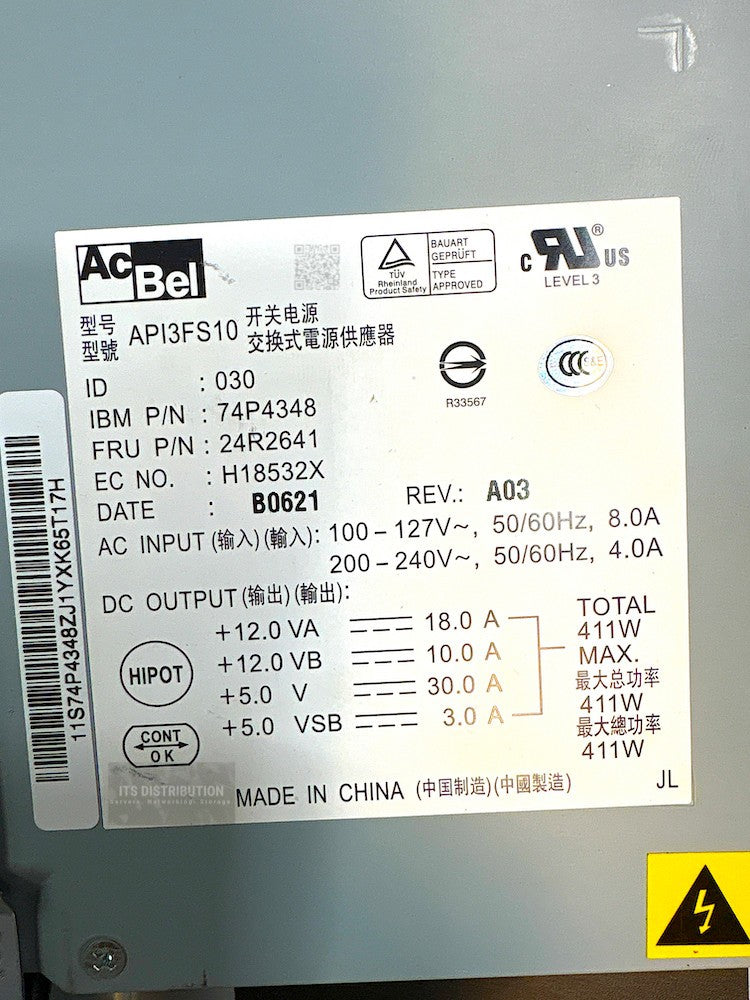 AcBel
TÜV
Rheinland
Product Safety
BAUART
GEPRÜFT
TYPE
APPROVED
C RU US
®
LEVEL 3
型号
型號
API3FS10
开关电源
交換式電源供應器
R33567
CCC S&E
ID : 030
IBM P/N : 74P4348
FRU P/N : 24R2641
EC NO. : H18532X
DATE : B0621
REV.: A03
AC INPUT (输入) (輸入): 100 – 127V~, 50/60Hz, 8.0A
200 – 240V~, 50/60Hz, 4.0A
DC OUTPUT (输出) (輸出):
+12.0 VA 18.0 A
+12.0 VB 10.0 A
+5.0 V 30.0 A
+5.0 VSB 3.0 A
TOTAL
411W
MAX.
最大总功率
411W
最大總功率
411W
HIPOT
CONT
OK
MADE IN CHINA (中国制造) (中國製造)
JL
11S74P4348ZJ1YXK65T17H
ITS DISTRIBUTION
Servers, Networking, Storage